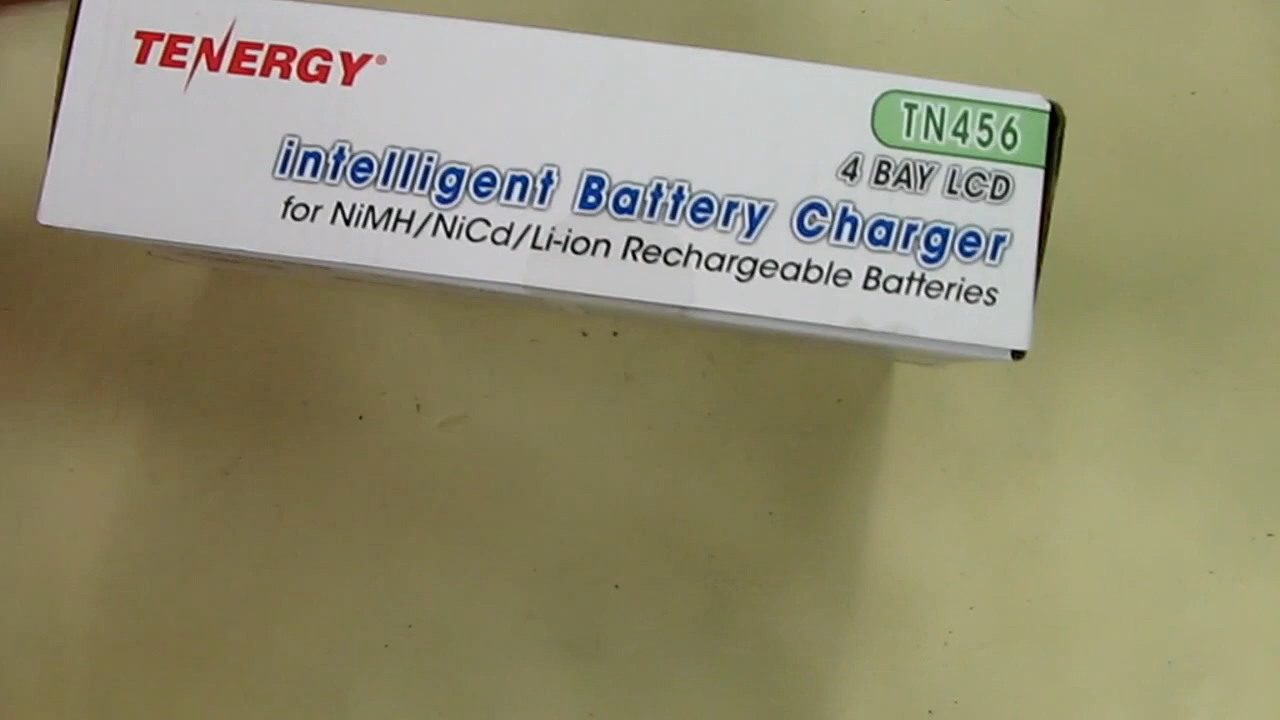 TENERGY®
TN456
4 BAY LCD
intelligent Battery Charger
for NiMH/NiCd/Li-ion Rechargeable Batteries